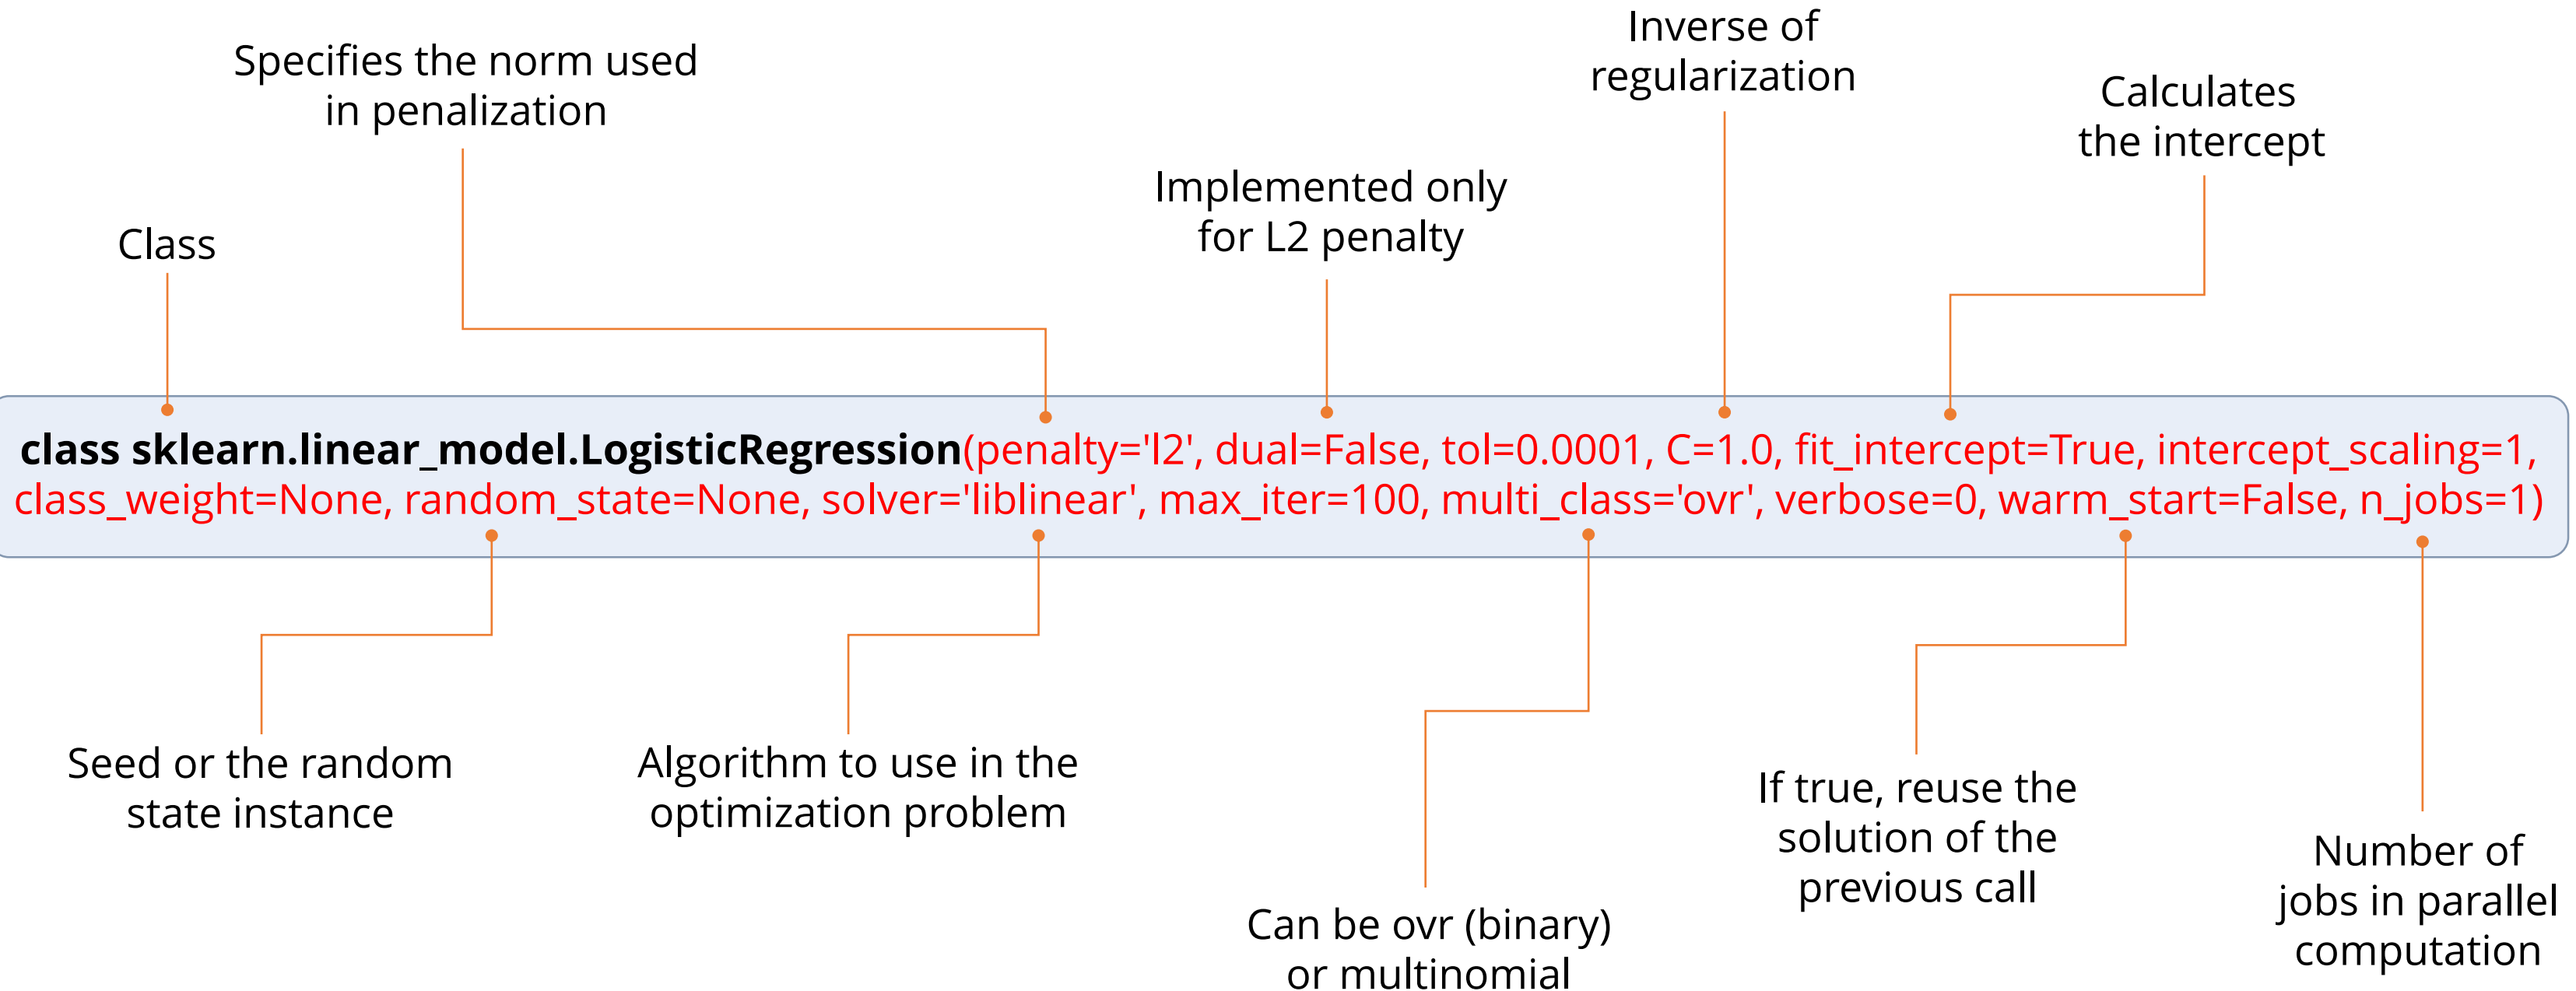 Inverse of
regularization
Specifies the norm used
in penalization
Calculates
the intercept
Implemented only
for L2 penalty
Class
class sklearn.linear_model.LogisticRegression(penalty='l2', dual=False, tol=0.0001, C=1.0, fit_intercept=True, intercept_scaling=1,
class_weight=None, random_state=None, solver='liblinear', max_iter=100, multi_class='ovr', verbose=0, warm_start=False, n_jobs=1)
Seed or the random
state instance
Algorithm to use in the
optimization problem
If true, reuse the
solution of the
previous call
Number of
jobs in parallel
computation
Can be ovr (binary)
or multinomial